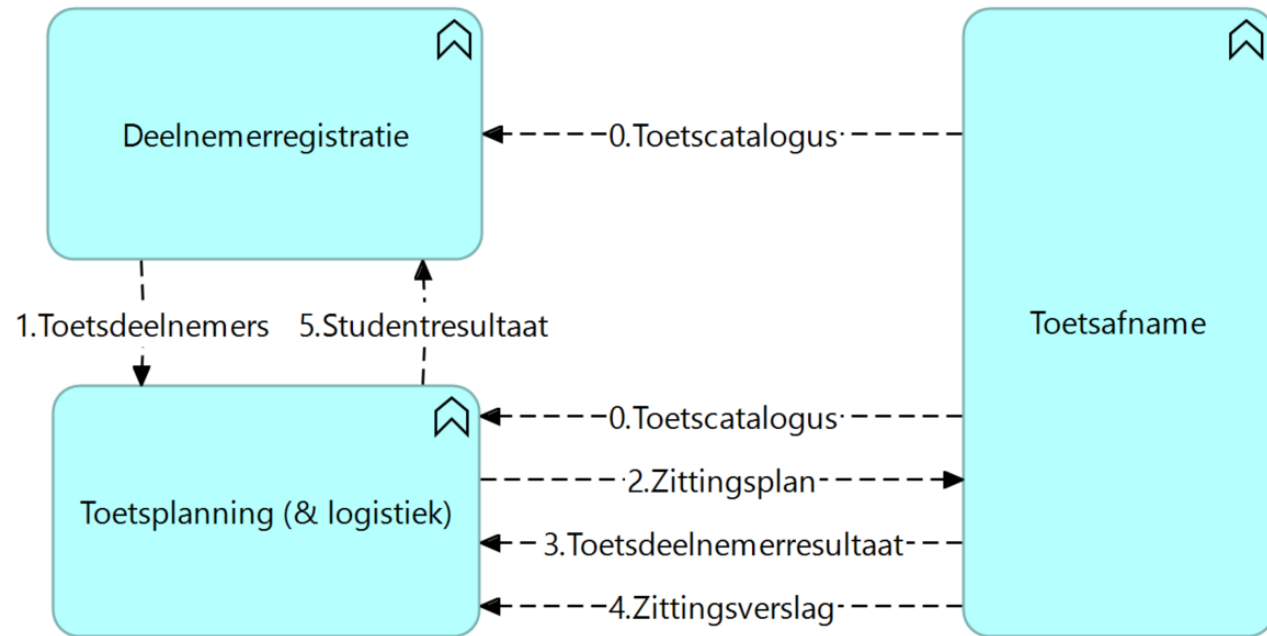 Deelnemerregistratie
0.Toetscatalogus
Toetsafname
1.Toetsdeelnemers
5.Studentresultaat
0.Toetscatalogus
2.Zittingsplan
Toetsplanning (& logistiek)
3.Toetsdeelnemerresultaat
4.Zittingsverslag